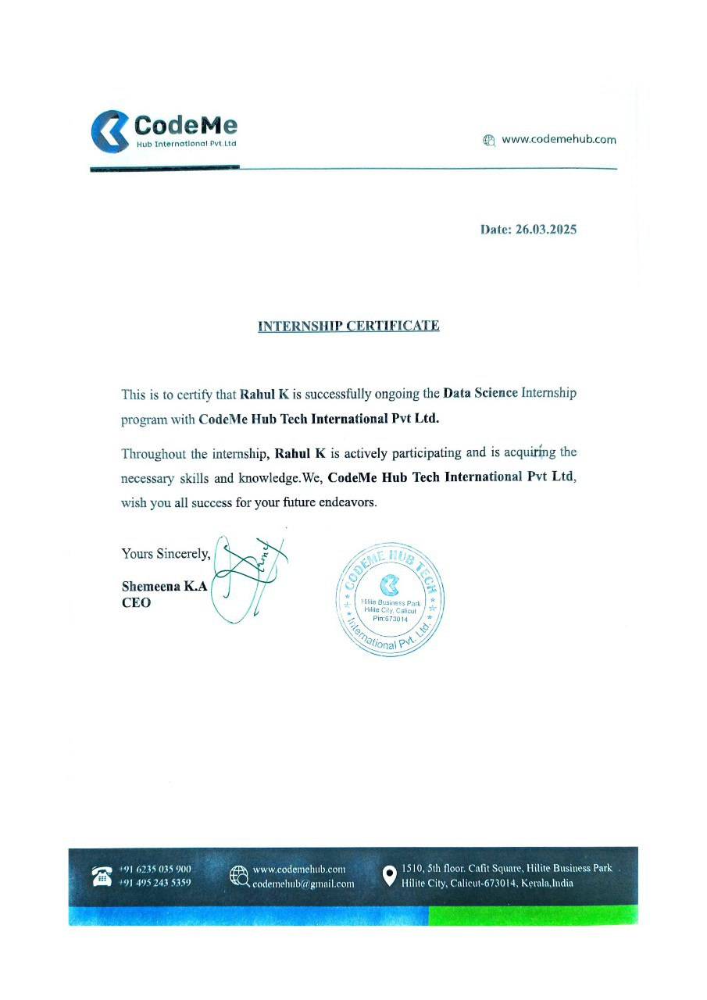 CodeMe
Hub International Pvt.Ltd
www.codemehub.com
Date: 26.03.2025
INTERNSHIP CERTIFICATE
This is to certify that Rahul K is successfully ongoing the Data Science Internship
program with CodeMe Hub Tech International Pvt Ltd.
Throughout the internship, Rahul K is actively participating and is acquiring the
necessary skills and knowledge.We, CodeMe Hub Tech International Pvt Ltd,
wish you all success for your future endeavors.
Yours Sincerely,
Shemeena K.A
CEO
CODEME HUB TECH
Hilite Business Park
Hilite City, Calicut
Pin:673014
International Pvt. Ltd.
+91 6235 035 900
+91 495 243 5359
www.codemehub.com
codemehub@gmail.com
1510, 5th floor. Cafit Square, Hilite Business Park
Hilite City, Calicut-673014, Kerala,India